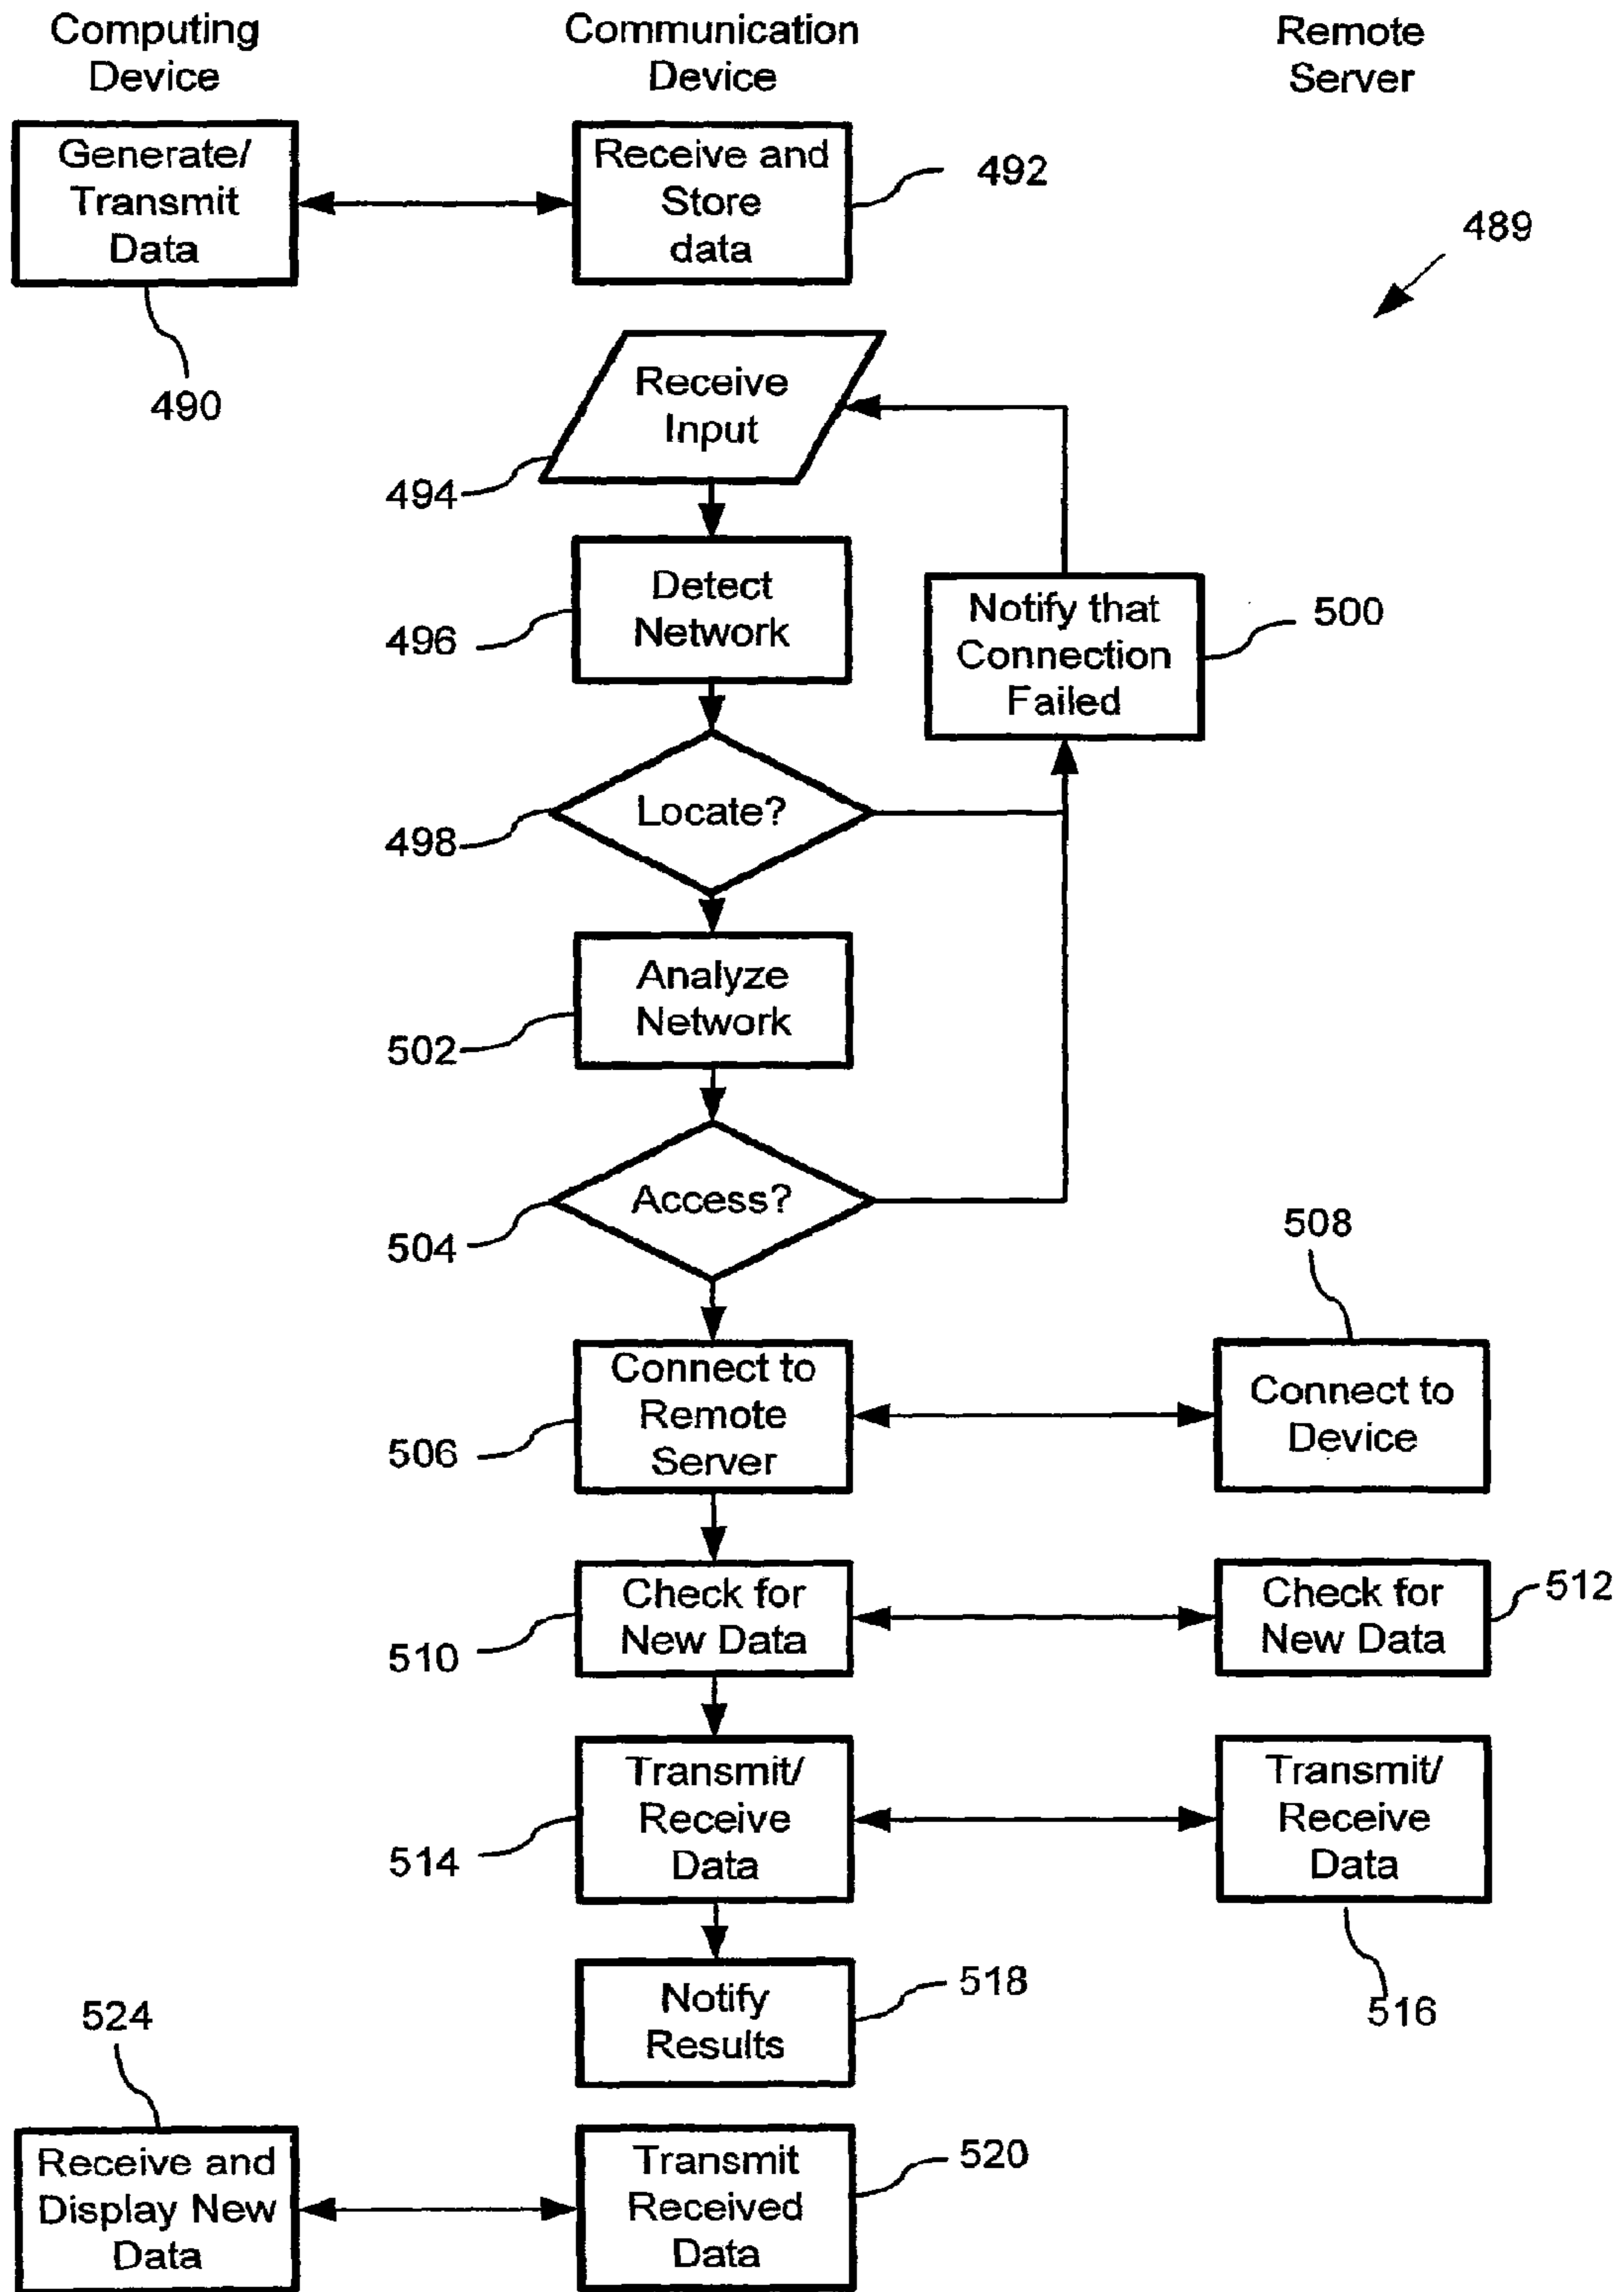 Computing
Device
Communication
Device
Remote
Server
Generate/
Transmit
Data
Receive and
Store
data
492
489
490
Receive
Input
494
Detect
Network
496
Notify that
Connection
Failed
500
Locate?
498
Analyze
Network
502
Access?
504
508
Connect to
Remote
Server
506
Connect to
Device
Check for
New Data
510
Check for
New Data
512
Transmit/
Receive
Data
514
Transmit/
Receive
Data
516
Notify
Results
518
524
Receive and
Display New
Data
Transmit
Received
Data
520